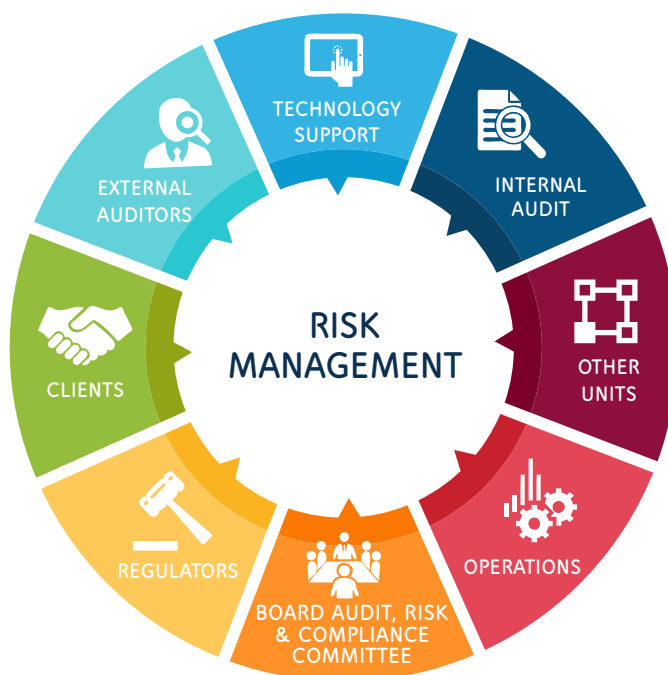 TECHNOLOGY
SUPPORT
INTERNAL
AUDIT
OTHER
UNITS
OPERATIONS
BOARD AUDIT, RISK
& COMPLIANCE
COMMITTEE
REGULATORS
CLIENTS
EXTERNAL
AUDITORS
RISK
MANAGEMENT